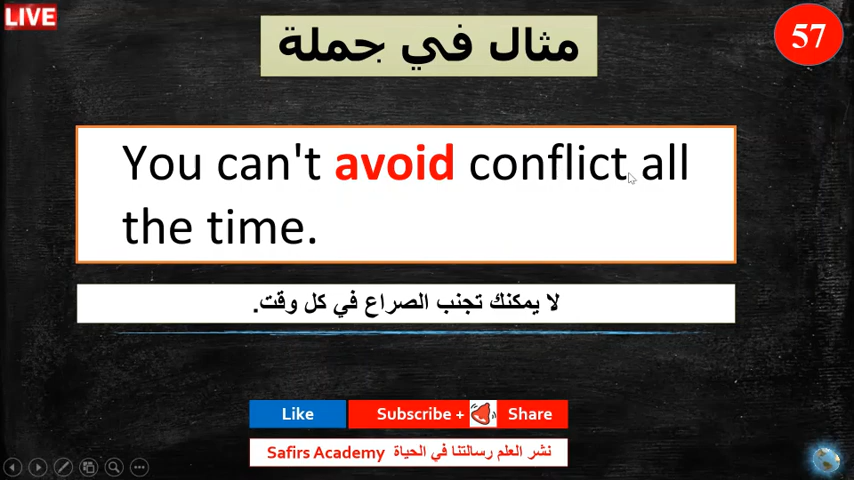 LIVE
مثال في جملة
57
You can't avoid conflict all
the time.
لا يمكنك تجنب الصراع في كل وقت.
Like
Subscribe + Share
Safirs Academy نشر العلم رسالتنا في الحياة